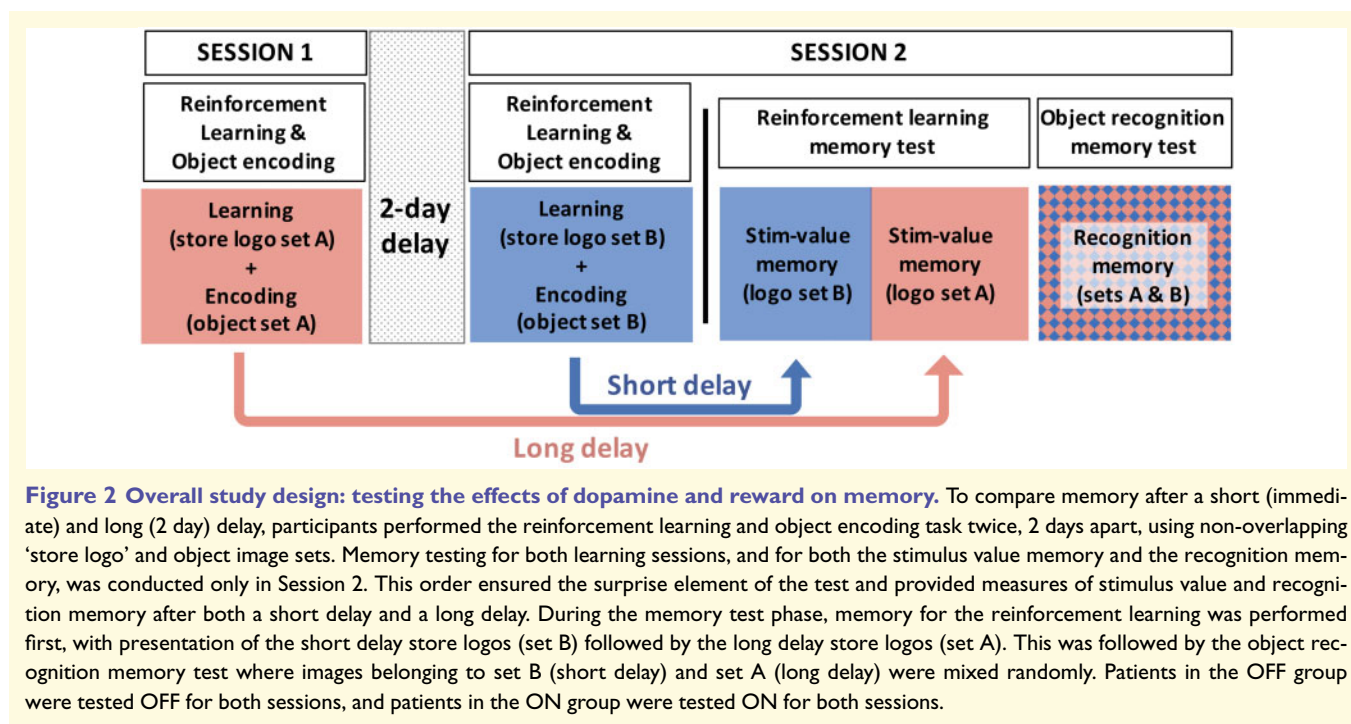 SESSION 1
SESSION 2
Reinforcement
Learning &
Object encoding
2-day
delay
Reinforcement
Learning &
Object encoding
Reinforcement learning
memory test
Object recognition
memory test
Learning
(store logo set A)
+
Encoding
(object set A)
Learning
(store logo set B)
+
Encoding
(object set B)
Stim-value
memory
(logo set B)
Stim-value
memory
(logo set A)
Recognition
memory
(sets A & B)
Short delay
Long delay
Figure 2 Overall study design: testing the effects of dopamine and reward on memory. To compare memory after a short (immedi-
ate) and long (2 day) delay, participants performed the reinforcement learning and object encoding task twice, 2 days apart, using non-overlapping
‘store logo’ and object image sets. Memory testing for both learning sessions, and for both the stimulus value memory and the recognition mem-
ory, was conducted only in Session 2. This order ensured the surprise element of the test and provided measures of stimulus value and recogni-
tion memory after both a short delay and a long delay. During the memory test phase, memory for the reinforcement learning was performed
first, with presentation of the short delay store logos (set B) followed by the long delay store logos (set A). This was followed by the object rec-
ognition memory test where images belonging to set B (short delay) and set A (long delay) were mixed randomly. Patients in the OFF group
were tested OFF for both sessions, and patients in the ON group were tested ON for both sessions.